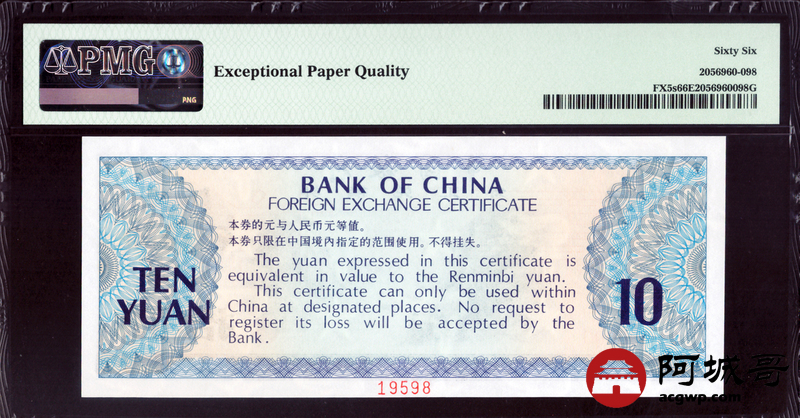 PMG
PNG
Exceptional Paper Quality
Sixty Six
2056960-098
FX5s66E2056960098G
BANK OF CHINA
FOREIGN EXCHANGE CERTIFICATE
本券的元与人民币元等值。
本券只限在中国境内指定的范围使用。不得挂失。
The yuan expressed in this certificate is
equivalent in value to the Renminbi yuan.
This certificate can only be used within
China at designated places. No request to
register its loss will be accepted by the
Bank.
TEN
YUAN
10
19598
阿城哥
acgwp.com